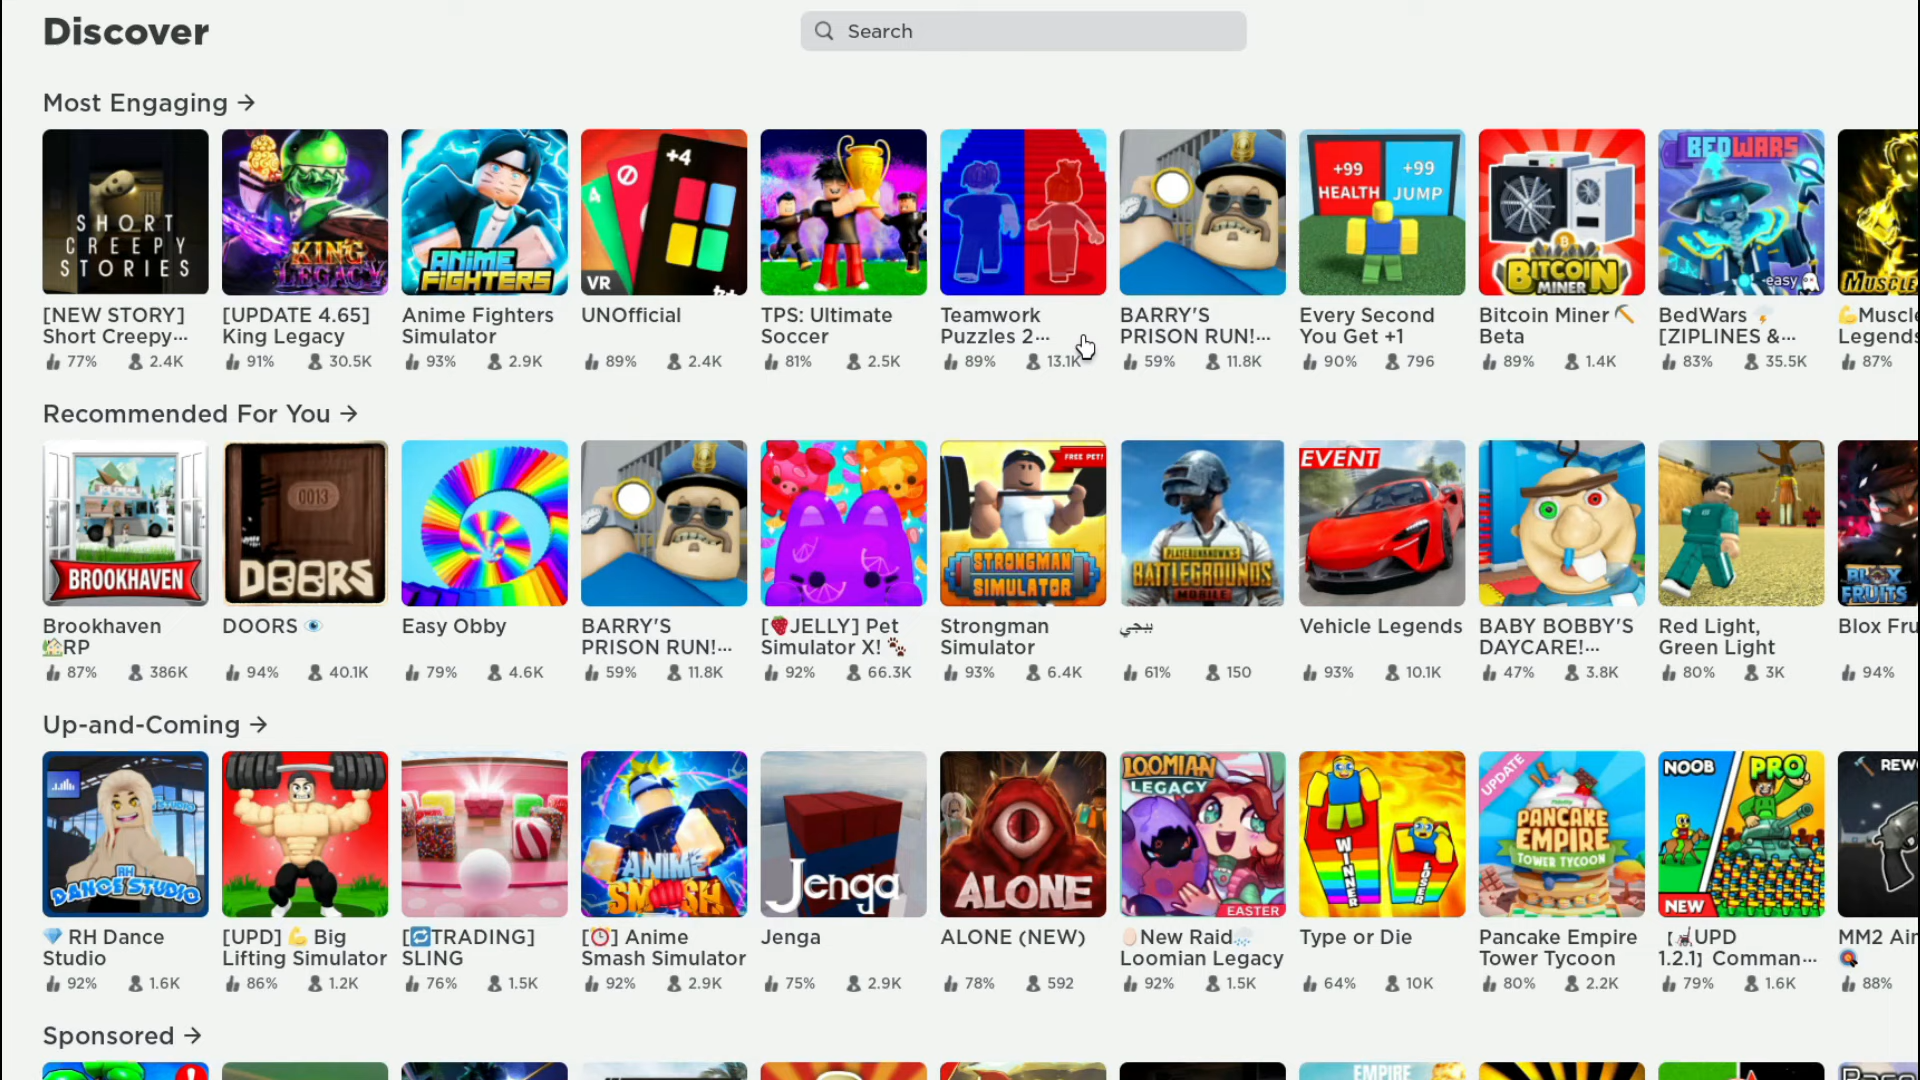 Discover
Search
Most Engaging →
SHORT
CREEPY
STORIES
KING
LEGACY
ANIME
FIGHTERS
+4
4
VR
+99
HEALTH
+99
JUMP
BITCOIN
MINER
BEDWARS
easy
MUSCLE
[NEW STORY]
Short Creepy...
[UPDATE 4.65]
King Legacy
Anime Fighters
Simulator
UNOfficial
TPS: Ultimate
Soccer
Teamwork
Puzzles 2...
BARRY'S
PRISON RUN!...
Every Second
You Get +1
Bitcoin Miner ⛏️
Beta
BedWars 🌩️
[ZIPLINES &...
💪Muscle
Legends
77% 2.4K
91% 30.5K
93% 2.9K
89% 2.4K
81% 2.5K
89% 13.1K
59% 11.8K
90% 796
89% 1.4K
83% 35.5K
87%
Recommended For You →
BROOKHAVEN
0013
DOORS
FREE PET!
STRONGMAN
SIMULATOR
PLAYERUNKNOWN'S
BATTLEGROUNDS
MOBILE
EVENT
BLOX
FRUITS
Brookhaven
🏡RP
DOORS 👁️
Easy Obby
BARRY'S
PRISON RUN!...
[🍓JELLY] Pet
Simulator X! 🐾
Strongman
Simulator
ببجي
Vehicle Legends
BABY BOBBY'S
DAYCARE!...
Red Light,
Green Light
Blox Fru
87% 386K
94% 40.1K
79% 4.6K
59% 11.8K
92% 66.3K
93% 6.4K
61% 150
93% 10.1K
47% 3.8K
80% 3K
94%
Up-and-Coming →
RH
DANCE STUDIO
ANIME
SMASH
Jenga
ALONE
LOOMIAN
LEGACY
EASTER
WINNER
LOSER
UPDATE
PANCAKE
EMPIRE
TOWER TYCOON
NOOB
PRO
NEW
REW
💎 RH Dance
Studio
[UPD] 💪 Big
Lifting Simulator
[🔁TRADING]
SLING
[⏰] Anime
Smash Simulator
Jenga
ALONE (NEW)
🥚New Raid🌧️
Loomian Legacy
Type or Die
Pancake Empire
Tower Tycoon
【👩‍🦽UPD
1.2.1】Comman...
MM2 Ai
🎯
92% 1.6K
86% 1.2K
76% 1.5K
92% 2.9K
75% 2.9K
78% 592
92% 1.5K
64% 10K
80% 2.2K
79% 1.6K
88%
Sponsored →
EMPIRE